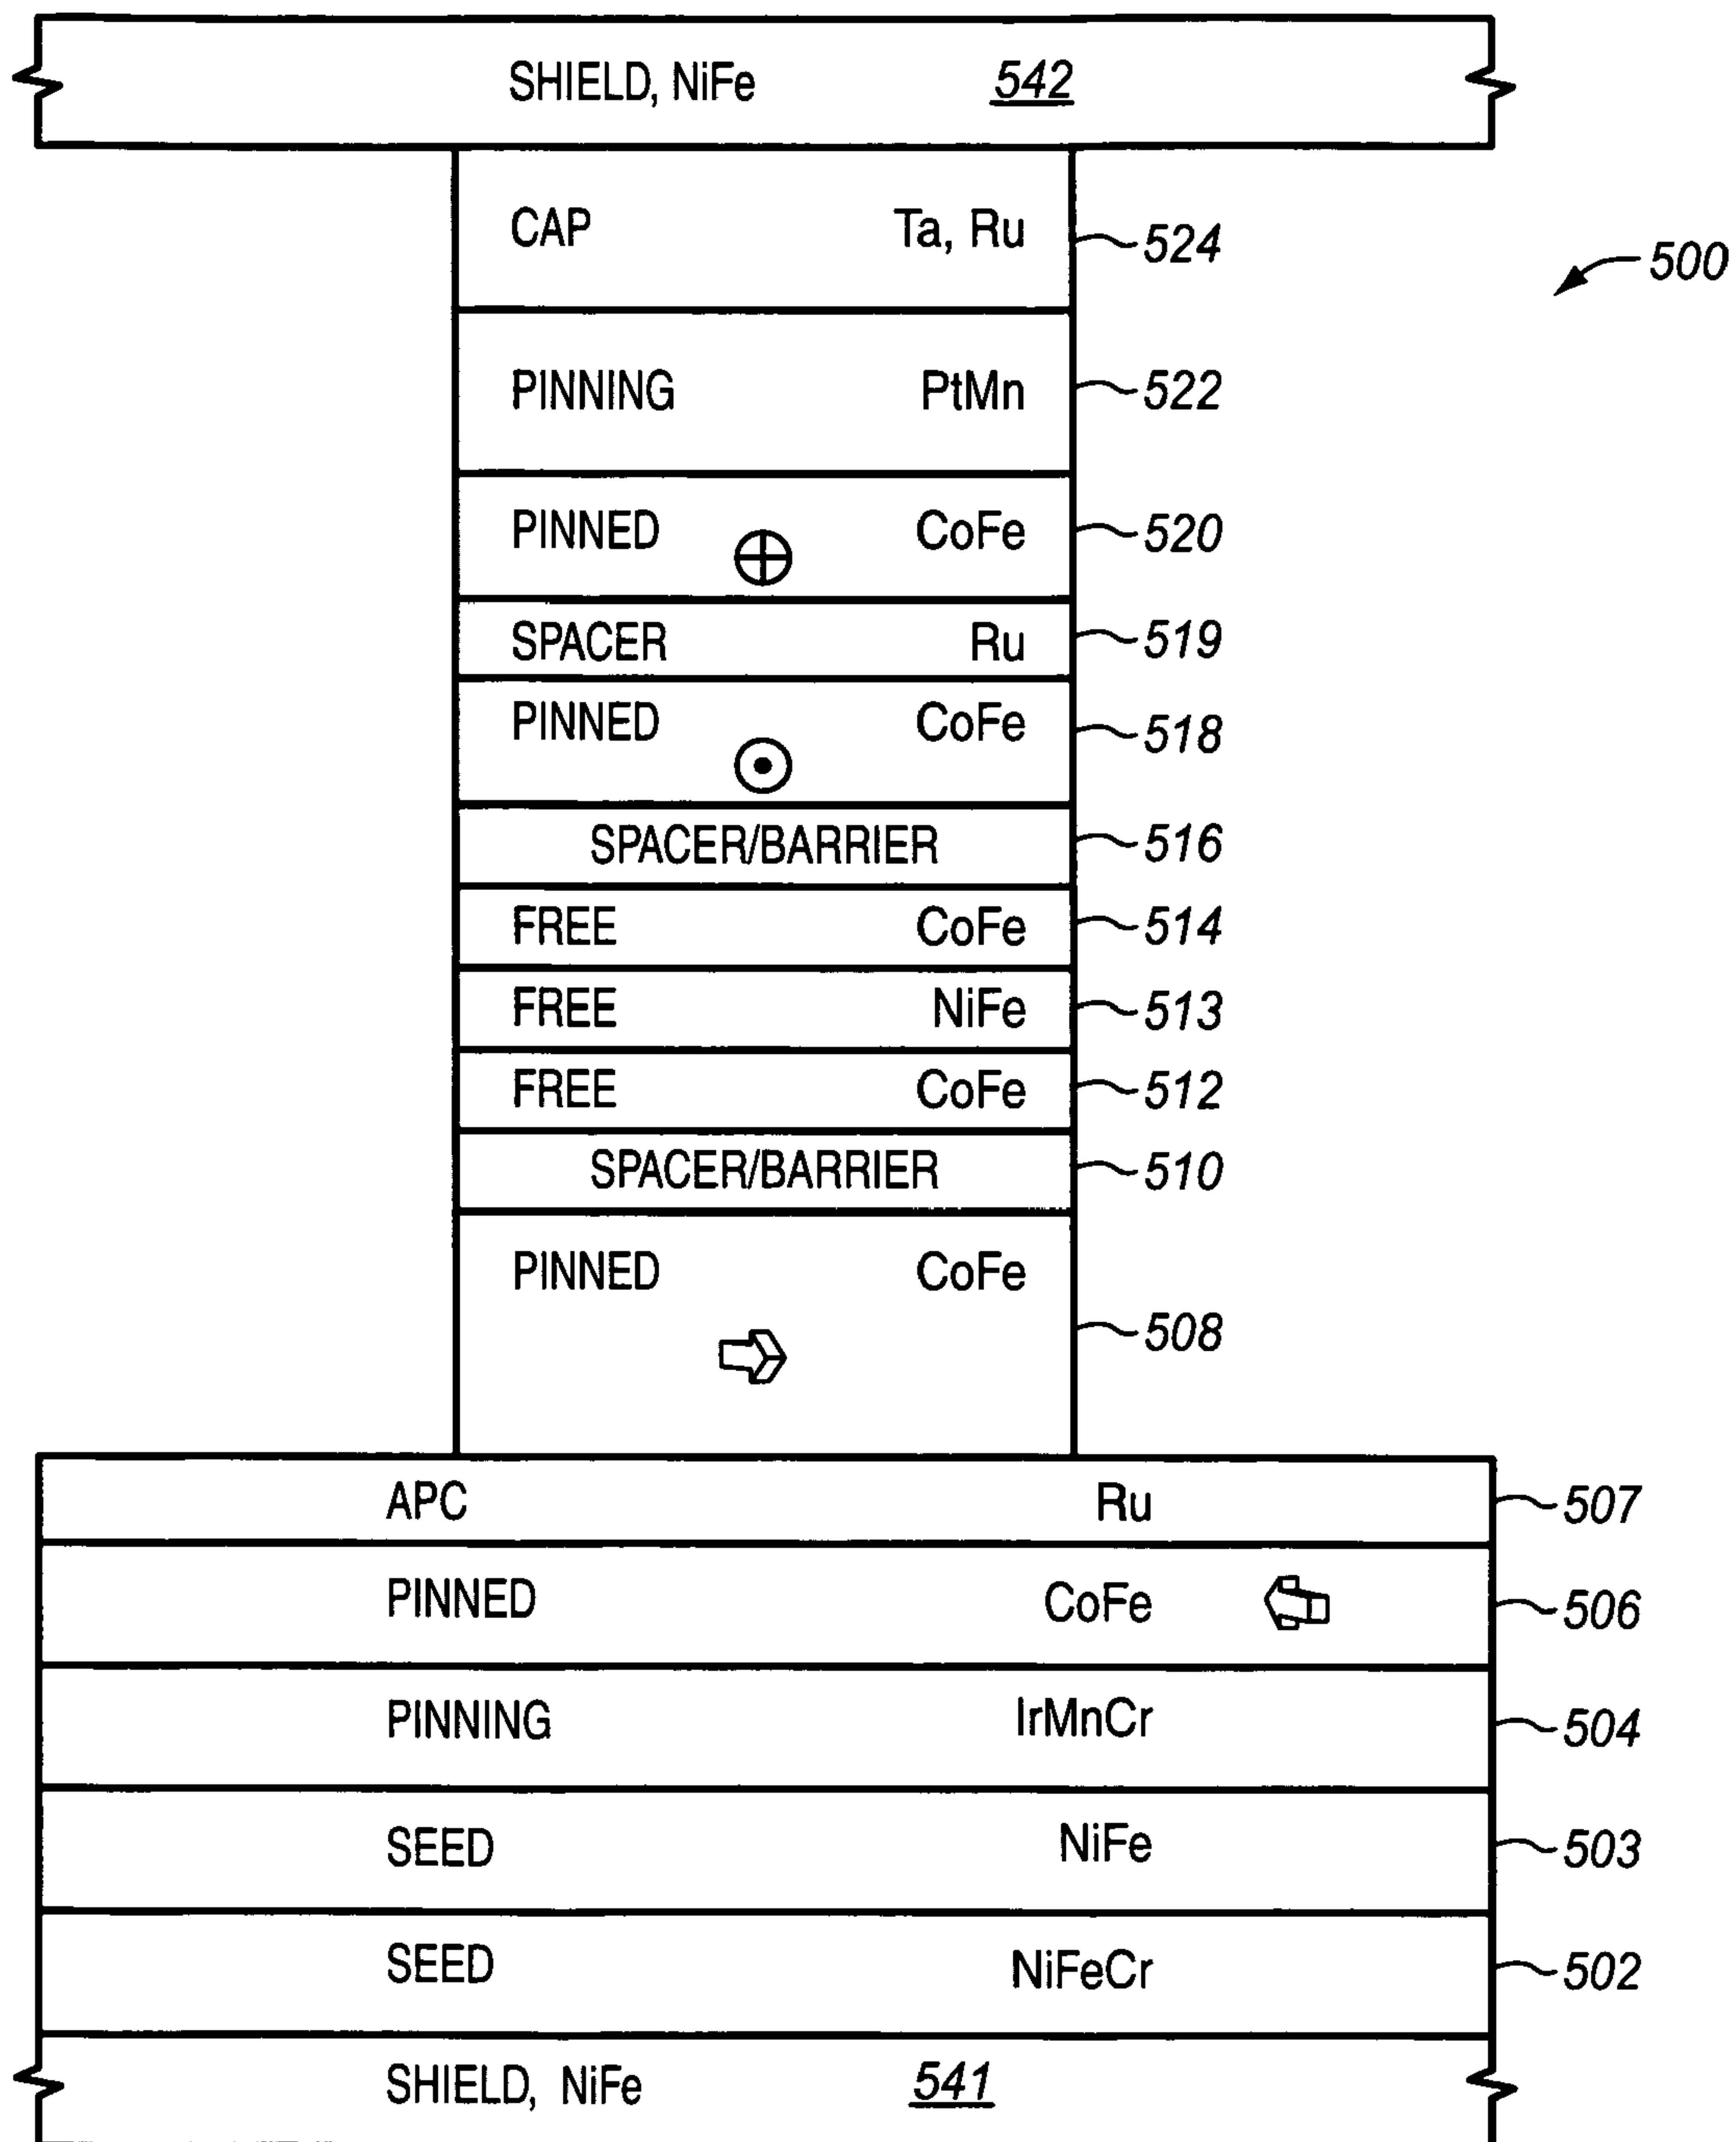 SHIELD, NiFe 542
CAP Ta, Ru 524
500
PINNING PtMn 522
PINNED CoFe 520
SPACER Ru 519
PINNED CoFe 518
SPACER/BARRIER 516
FREE CoFe 514
FREE NiFe 513
FREE CoFe 512
SPACER/BARRIER 510
PINNED CoFe 508
APC Ru 507
PINNED CoFe 506
PINNING IrMnCr 504
SEED NiFe 503
SEED NiFeCr 502
SHIELD, NiFe 541